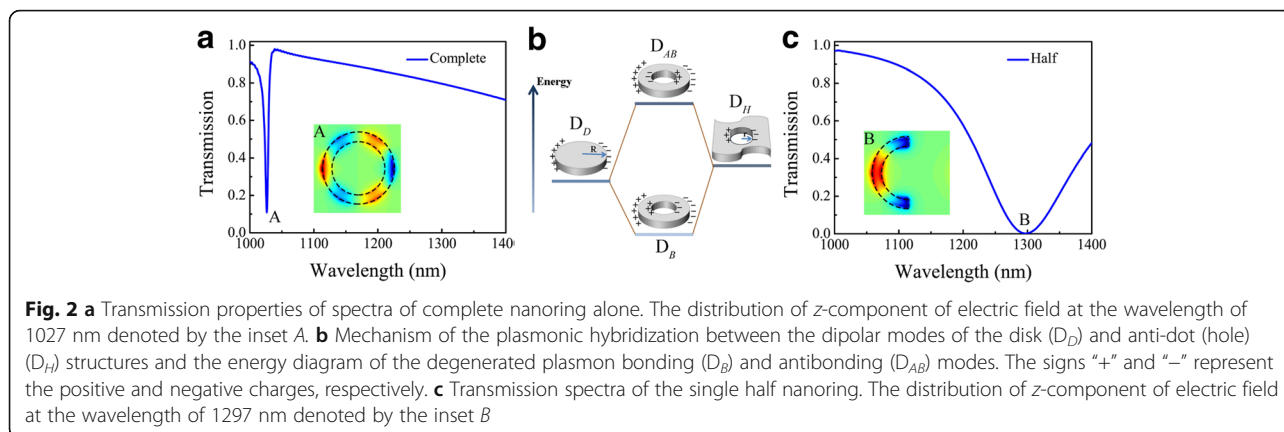 a
1.0
0.8
0.6
0.4
0.2
0.0
Transmission
Complete
A
A
1000 1100 1200 1300 140
Wavelength (nm)
b
Energy
D_AB
D_D
R
D_H
r
D_B
c
1.0
0.8
0.6
0.4
0.2
0.0
Transmission
Half
B
B
1000 1100 1200 1300 1400
Wavelength (nm)
Fig. 2 a Transmission properties of spectra of complete nanoring alone. The distribution of z-component of electric field at the wavelength of
1027 nm denoted by the inset A. b Mechanism of the plasmonic hybridization between the dipolar modes of the disk (D_D) and anti-dot (hole)
(D_H) structures and the energy diagram of the degenerated plasmon bonding (D_B) and antibonding (D_AB) modes. The signs “+” and “−” represent
the positive and negative charges, respectively. c Transmission spectra of the single half nanoring. The distribution of z-component of electric field
at the wavelength of 1297 nm denoted by the inset B